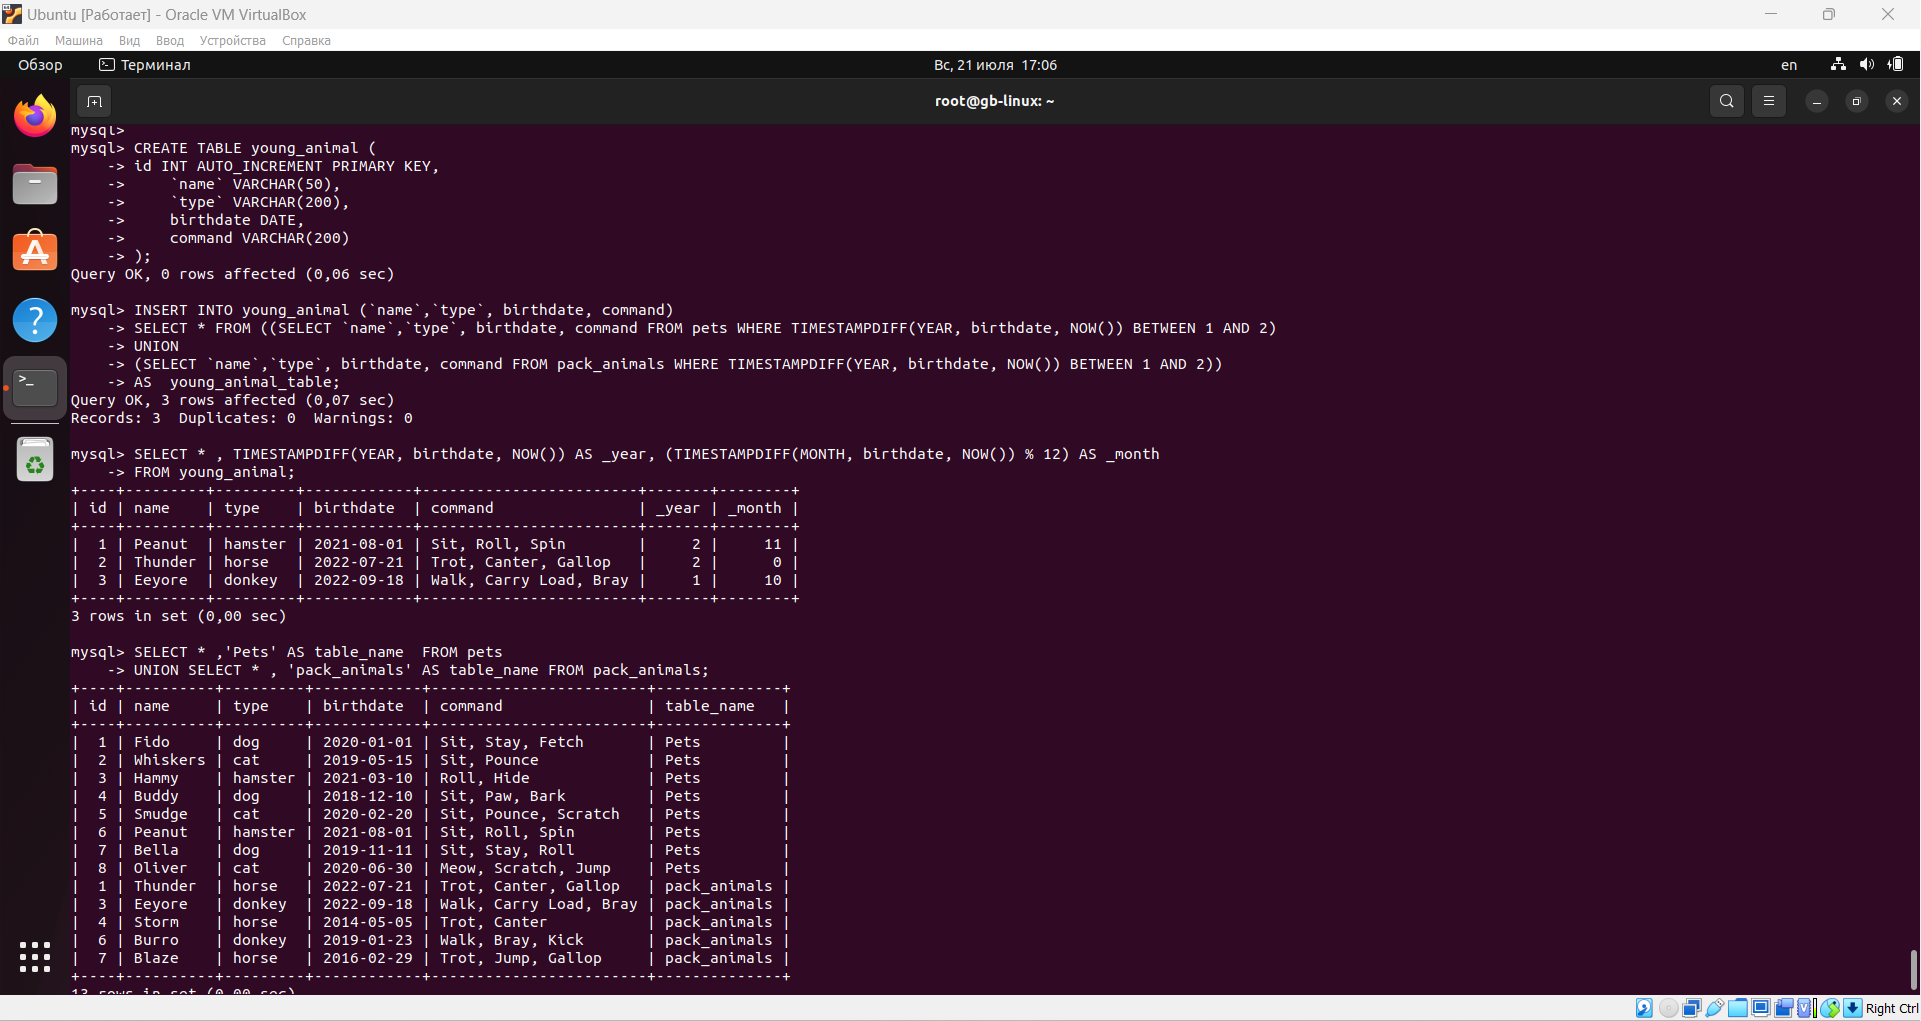 Ubuntu [Работает] - Oracle VM VirtualBox
Файл Машина Вид Ввод Устройства Справка
Обзор Терминал Вс, 21 июля 17:06 en
root@gb-linux: ~
mysql>
mysql> CREATE TABLE young_animal (
    -> id INT AUTO_INCREMENT PRIMARY KEY,
    ->     `name` VARCHAR(50),
    ->     `type` VARCHAR(200),
    ->     birthdate DATE,
    ->     command VARCHAR(200)
    -> );
Query OK, 0 rows affected (0,06 sec)
mysql> INSERT INTO young_animal (`name`,`type`, birthdate, command)
    -> SELECT * FROM ((SELECT `name`,`type`, birthdate, command FROM pets WHERE TIMESTAMPDIFF(YEAR, birthdate, NOW()) BETWEEN 1 AND 2)
    -> UNION
    -> (SELECT `name`,`type`, birthdate, command FROM pack_animals WHERE TIMESTAMPDIFF(YEAR, birthdate, NOW()) BETWEEN 1 AND 2))
    -> AS  young_animal_table;
Query OK, 3 rows affected (0,07 sec)
Records: 3  Duplicates: 0  Warnings: 0
mysql> SELECT * , TIMESTAMPDIFF(YEAR, birthdate, NOW()) AS _year, (TIMESTAMPDIFF(MONTH, birthdate, NOW()) % 12) AS _month
    -> FROM young_animal;
+----+---------+---------+------------+------------------------+-------+--------+
| id | name    | type    | birthdate  | command                | _year | _month |
+----+---------+---------+------------+------------------------+-------+--------+
|  1 | Peanut  | hamster | 2021-08-01 | Sit, Roll, Spin        |     2 |     11 |
|  2 | Thunder | horse   | 2022-07-21 | Trot, Canter, Gallop   |     2 |      0 |
|  3 | Eeyore  | donkey  | 2022-09-18 | Walk, Carry Load, Bray |     1 |     10 |
+----+---------+---------+------------+------------------------+-------+--------+
3 rows in set (0,00 sec)
mysql> SELECT * ,'Pets' AS table_name  FROM pets
    -> UNION SELECT * , 'pack_animals' AS table_name FROM pack_animals;
+----+----------+---------+------------+------------------------+--------------+
| id | name     | type    | birthdate  | command                | table_name   |
+----+----------+---------+------------+------------------------+--------------+
|  1 | Fido     | dog     | 2020-01-01 | Sit, Stay, Fetch       | Pets         |
|  2 | Whiskers | cat     | 2019-05-15 | Sit, Pounce            | Pets         |
|  3 | Hammy    | hamster | 2021-03-10 | Roll, Hide             | Pets         |
|  4 | Buddy    | dog     | 2018-12-10 | Sit, Paw, Bark         | Pets         |
|  5 | Smudge   | cat     | 2020-02-20 | Sit, Pounce, Scratch   | Pets         |
|  6 | Peanut   | hamster | 2021-08-01 | Sit, Roll, Spin        | Pets         |
|  7 | Bella    | dog     | 2019-11-11 | Sit, Stay, Roll        | Pets         |
|  8 | Oliver   | cat     | 2020-06-30 | Meow, Scratch, Jump    | Pets         |
|  1 | Thunder  | horse   | 2022-07-21 | Trot, Canter, Gallop   | pack_animals |
|  3 | Eeyore   | donkey  | 2022-09-18 | Walk, Carry Load, Bray | pack_animals |
|  4 | Storm    | horse   | 2014-05-05 | Trot, Canter           | pack_animals |
|  6 | Burro    | donkey  | 2019-01-23 | Walk, Bray, Kick       | pack_animals |
|  7 | Blaze    | horse   | 2016-02-29 | Trot, Jump, Gallop     | pack_animals |
+----+----------+---------+------------+------------------------+--------------+
13 rows in set (0,00 sec)
Right Ctrl